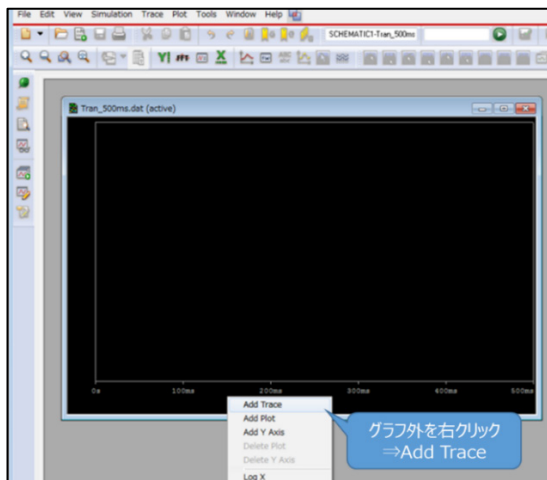 File Edit View Simulation Trace Plot Tools Window Help
SCHEMATIC1-Tran_500ms
Tran_500ms.dat (active)
0s 100ms 200ms 300ms 400ms 500ms
Add Trace
Add Plot
Add Y Axis
Delete Plot
Delete Y Axis
Log X
グラフ外を右クリック
⇒Add Trace